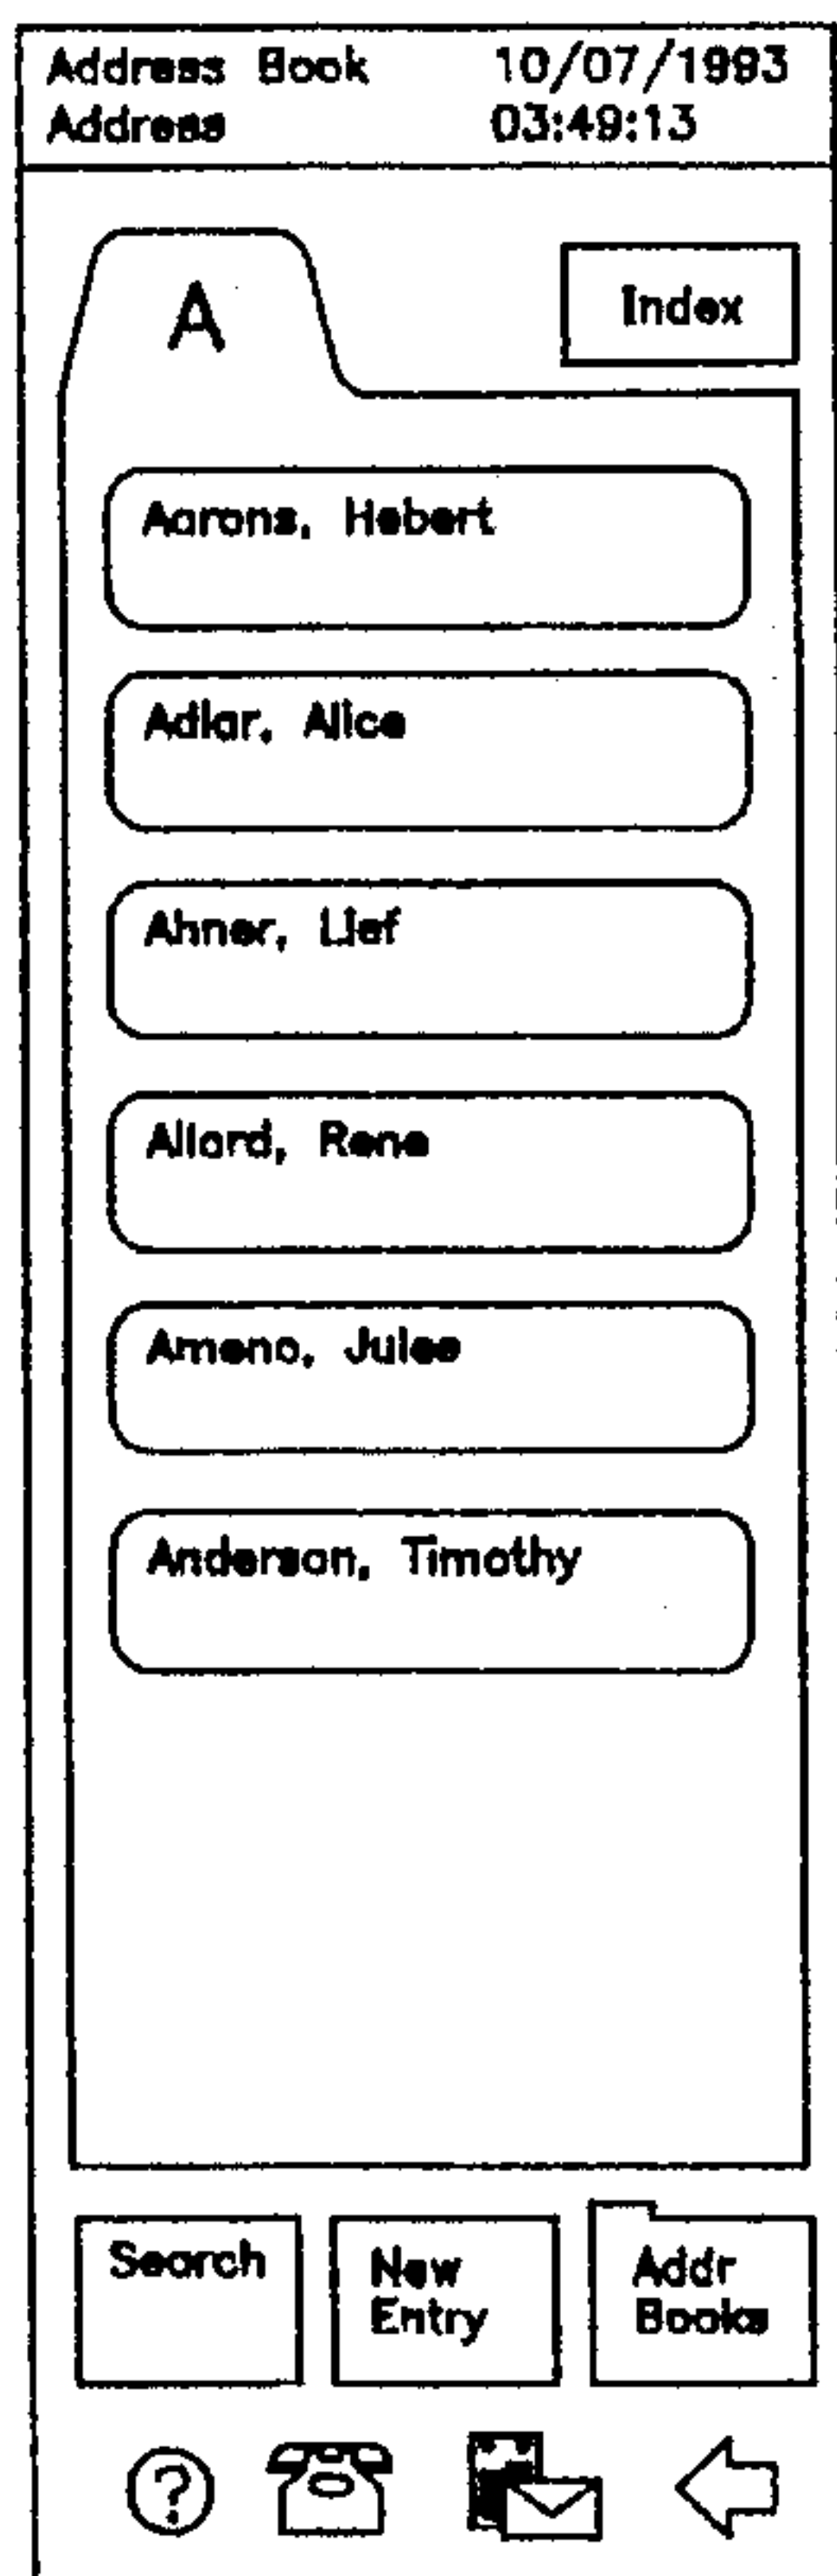 Address Book 10/07/1993
Address 03:49:13
A
Index
Aarons, Hebert
Adlar, Alice
Ahner, Lief
Allard, Rene
Ameno, Jules
Anderson, Timothy
Search
New
Entry
Addr
Books
?